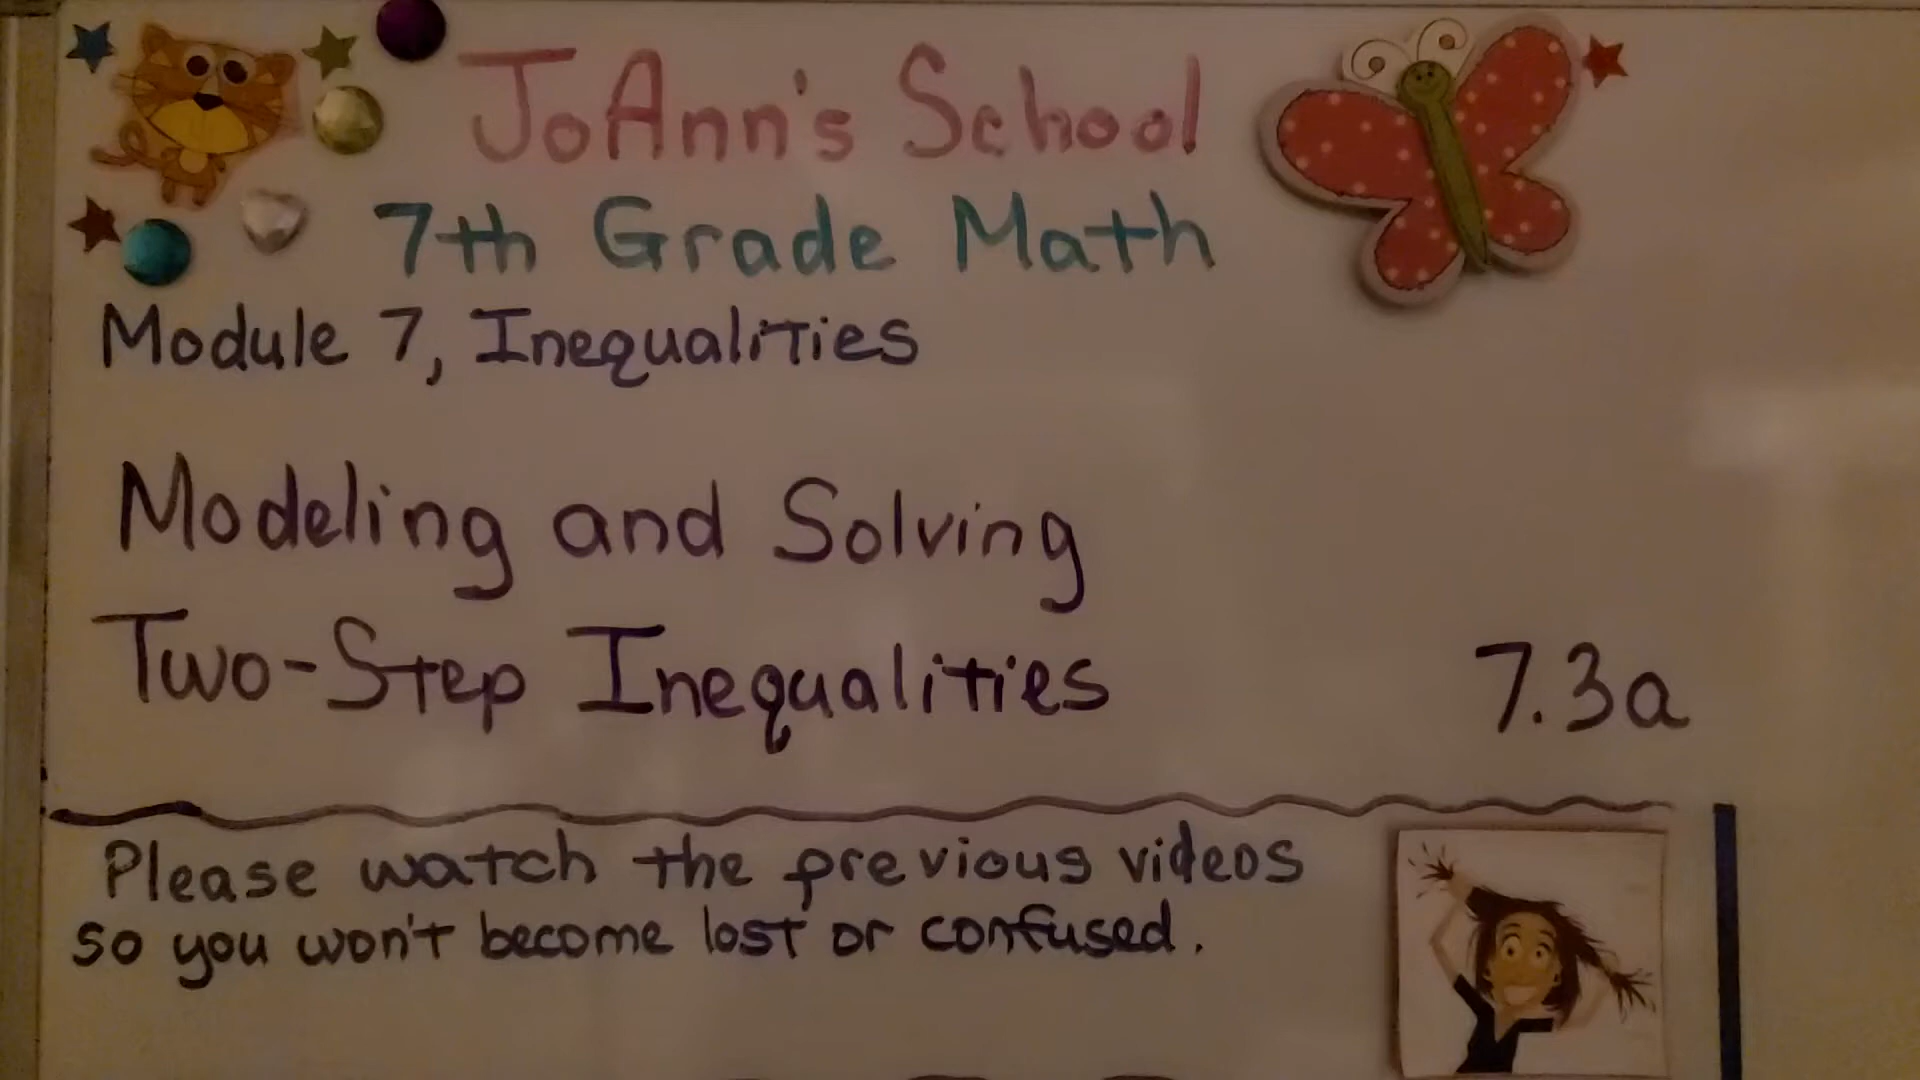 JoAnn's School
7th Grade Math
Module 7, Inequalities
Modeling and Solving
Two-Step Inequalities
7.3a
Please watch the previous videos
so you won't become lost or confused.